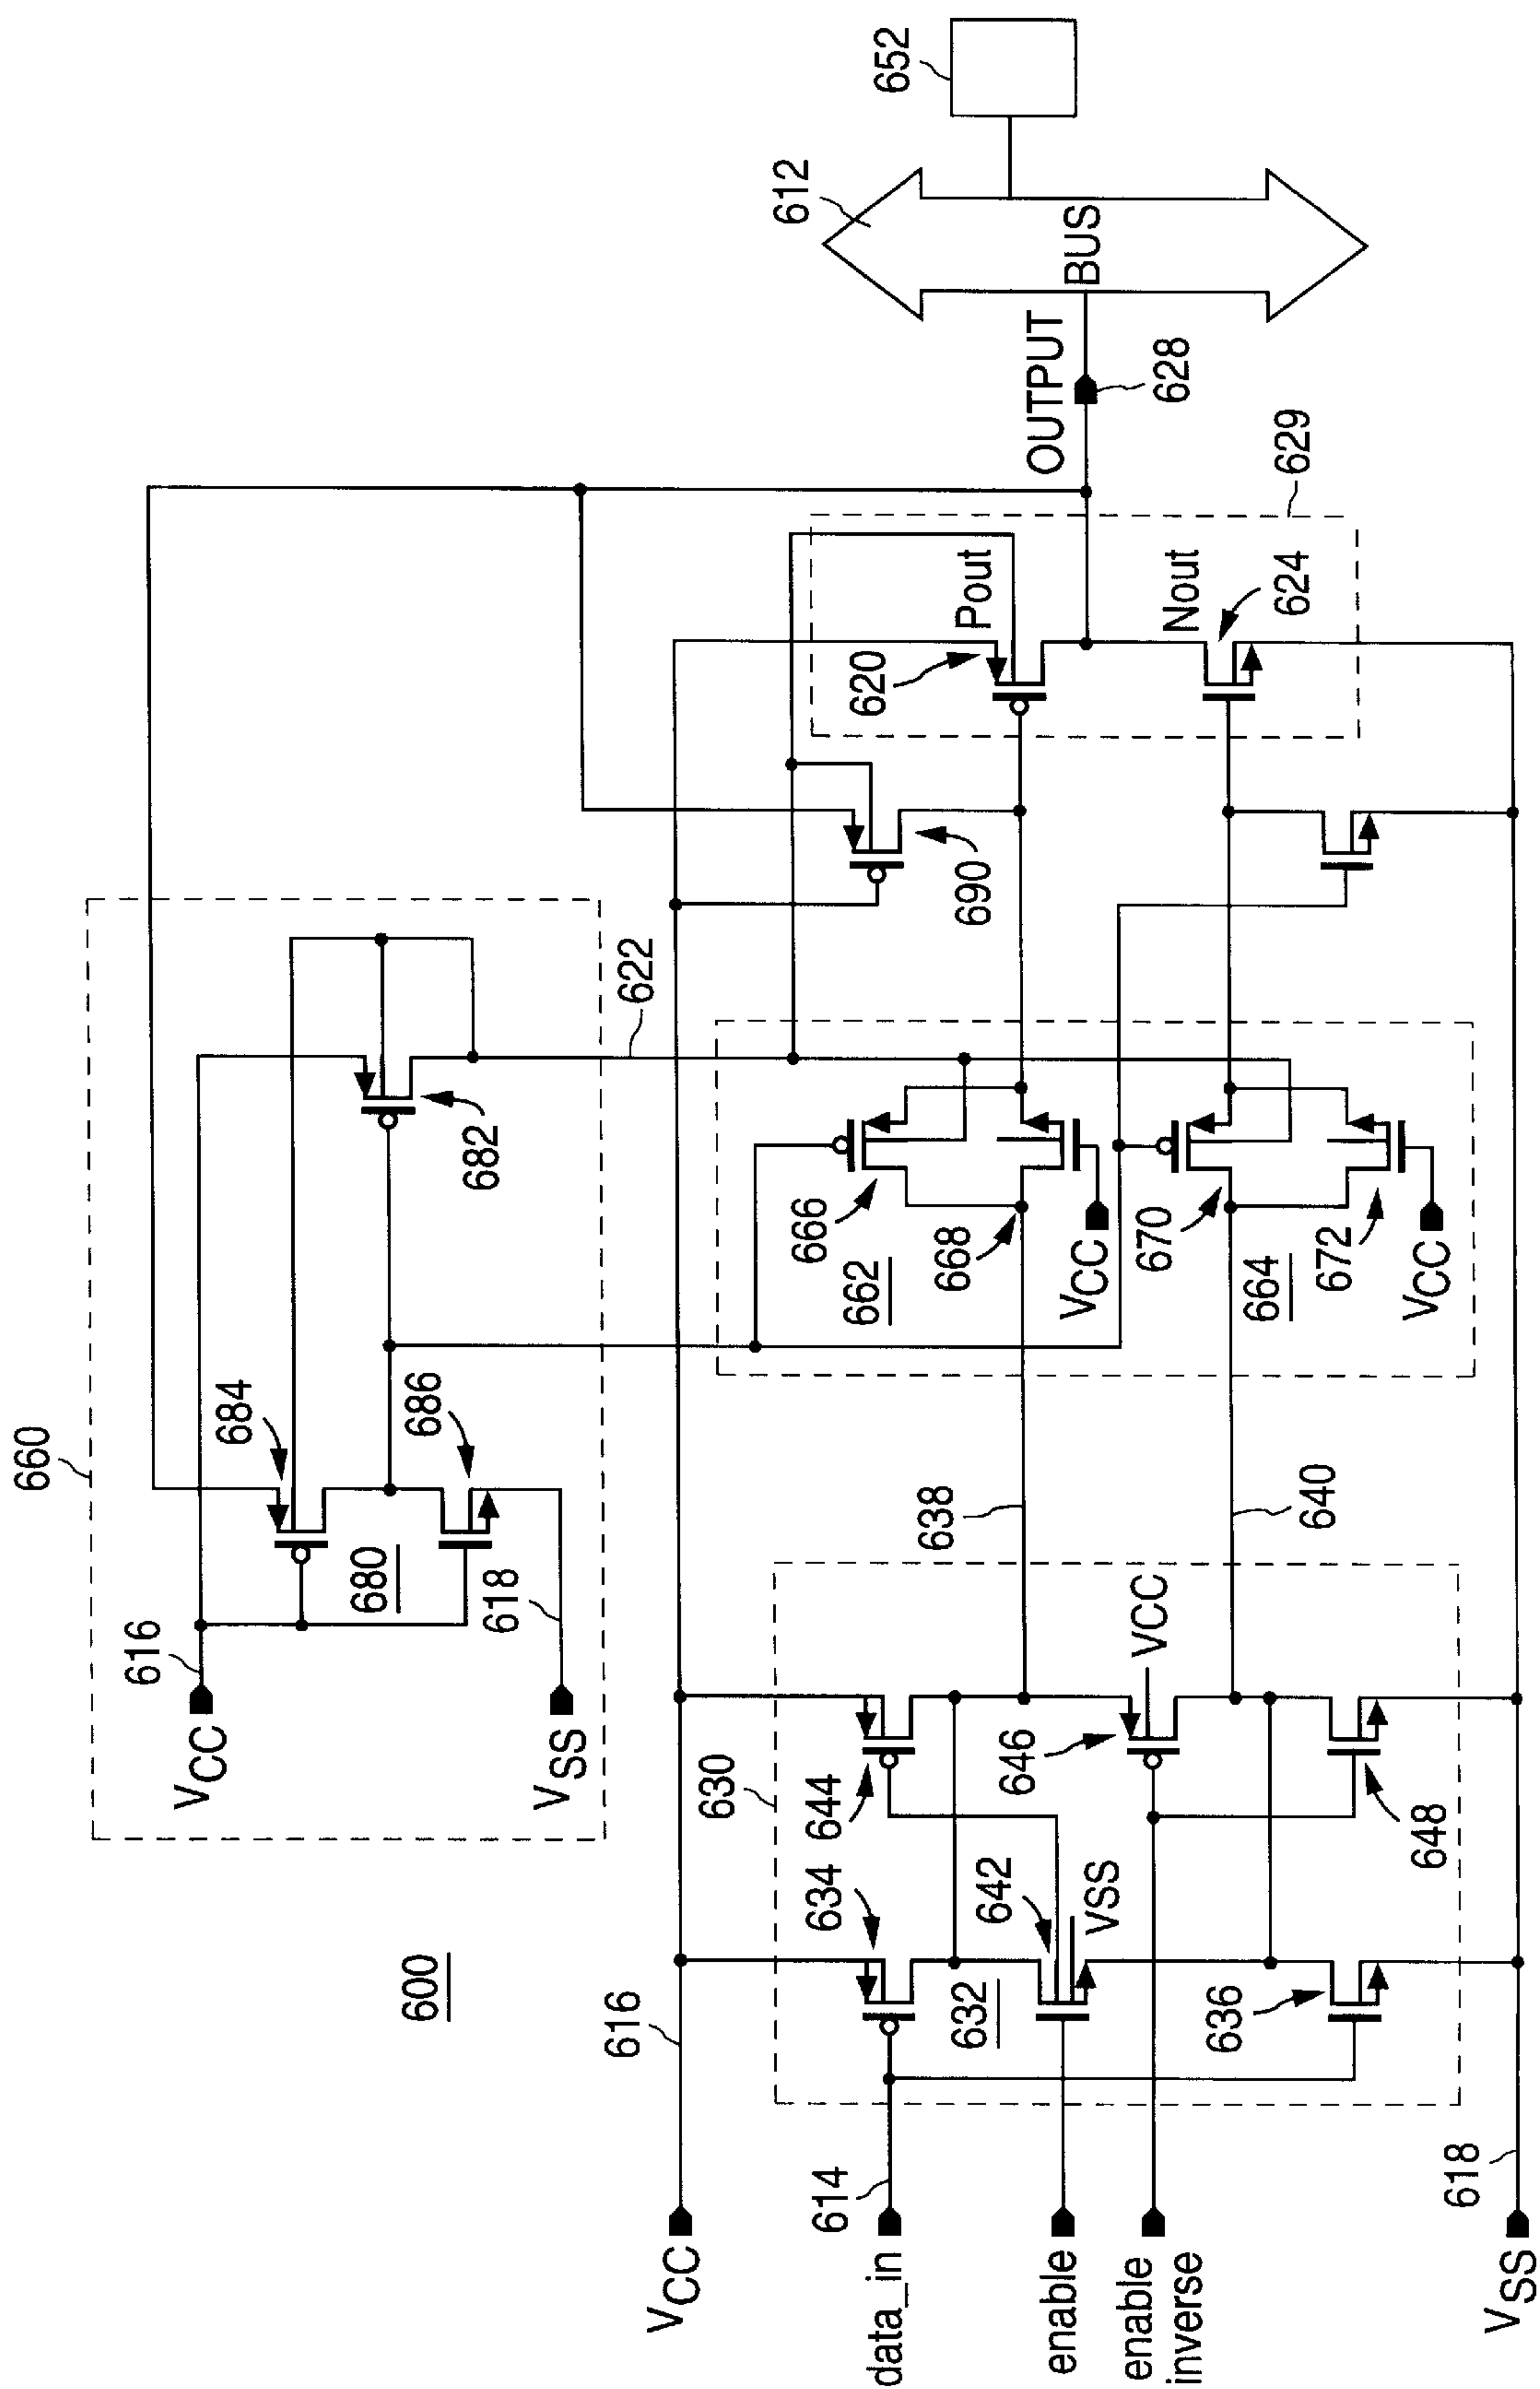 660
616
VCC
684
680
686
618
VSS
682
622
600
616
VCC
630
634
644
632
642
VSS
636
646
VCC
648
614
data_in
enable
enable
inverse
618
VSS
638
640
666
662
668
VCC
670
664
672
VCC
690
620
Pout
Nout
624
629
OUTPUT
628
612
BUS
652